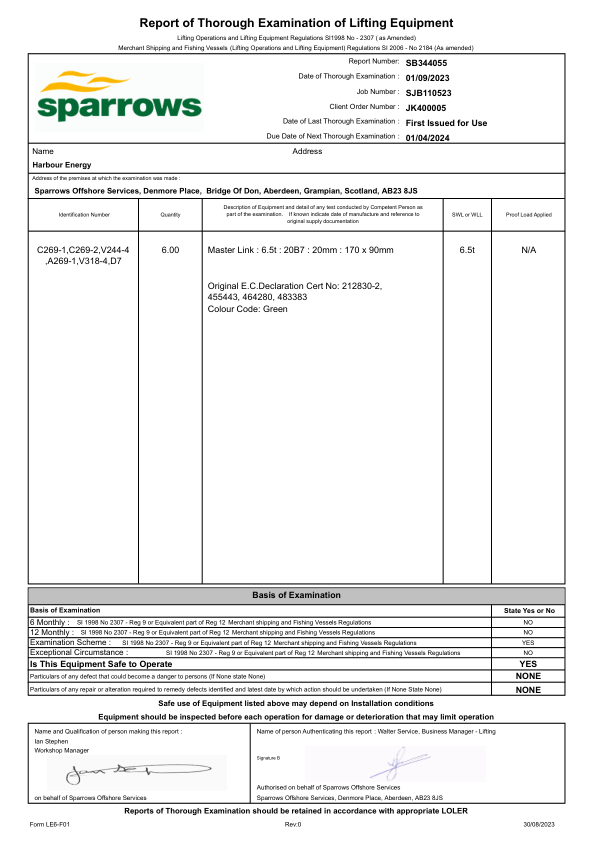 Report of Thorough Examination of Lifting Equipment
Lifting Operations and Lifting Equipment Regulations SI1998 No - 2307 ( as Amended)
Merchant Shipping and Fishing Vessels (Lifting Operations and Lifting Equipment) Regulations SI 2006 - No 2184 (As amended)
sparrows
Report Number: SB344055
Date of Thorough Examination : 01/09/2023
Job Number : SJB110523
Client Order Number : JK400005
Date of Last Thorough Examination : First Issued for Use
Due Date of Next Thorough Examination : 01/04/2024
Name Address
Harbour Energy
Address of the premises at which the examination was made :
Sparrows Offshore Services, Denmore Place, Bridge Of Don, Aberdeen, Grampian, Scotland, AB23 8JS
Identification Number Quantity Description of Equipment and detail of any test conducted by Competent Person as part of the examination. If known indicate date of manufacture and reference to original supply documentation SWL or WLL Proof Load Applied
C269-1,C269-2,V244-4 6.00 Master Link : 6.5t : 20B7 : 20mm : 170 x 90mm 6.5t N/A
,A269-1,V318-4,D7
Original E.C.Declaration Cert No: 212830-2,
455443, 464280, 483383
Colour Code: Green
Basis of Examination
Basis of Examination State Yes or No
6 Monthly : SI 1998 No 2307 - Reg 9 or Equivalent part of Reg 12 Merchant shipping and Fishing Vessels Regulations NO
12 Monthly : SI 1998 No 2307 - Reg 9 or Equivalent part of Reg 12 Merchant shipping and Fishing Vessels Regulations NO
Examination Scheme : SI 1998 No 2307 - Reg 9 or Equivalent part of Reg 12 Merchant shipping and Fishing Vessels Regulations YES
Exceptional Circumstance : SI 1998 No 2307 - Reg 9 or Equivalent part of Reg 12 Merchant shipping and Fishing Vessels Regulations NO
Is This Equipment Safe to Operate YES
Particulars of any defect that could become a danger to persons (If None state None) NONE
Particulars of any repair or alteration required to remedy defects identified and latest date by which action should be undertaken (If None State None) NONE
Safe use of Equipment listed above may depend on Installation conditions
Equipment should be inspected before each operation for damage or deterioration that may limit operation
Name and Qualification of person making this report :
Ian Stephen
Workshop Manager
on behalf of Sparrows Offshore Services
Name of person Authenticating this report : Walter Service, Business Manager - Lifting
Signature B
Authorised on behalf of Sparrows Offshore Services
Sparrows Offshore Services, Denmore Place, Aberdeen, AB23 8JS
Reports of Thorough Examination should be retained in accordance with appropriate LOLER
Form LE6-F01 Rev:0 30/08/2023